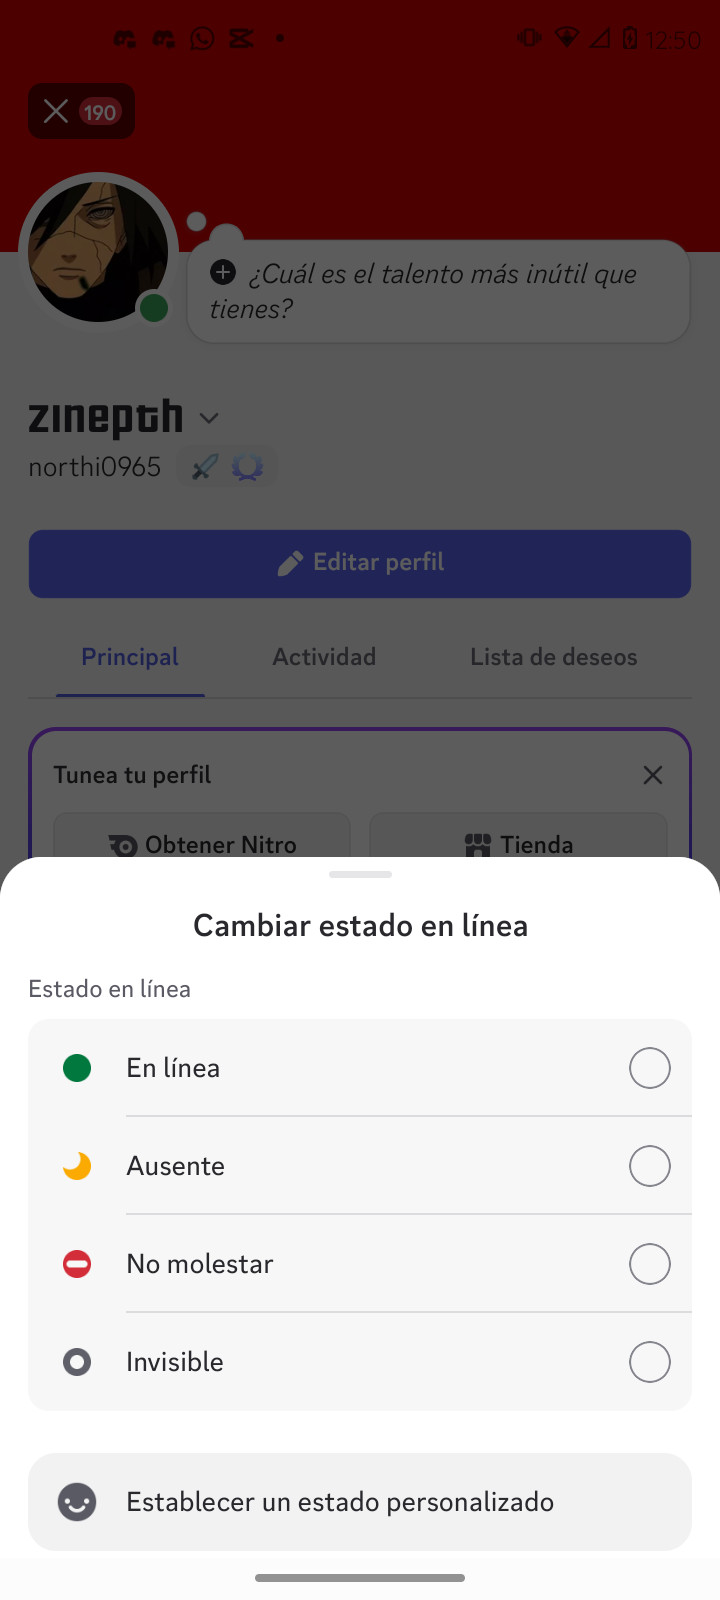 12:50
190
¿Cuál es el talento más inútil que
tienes?
zınepth
northi0965
Editar perfil
Principal
Actividad
Lista de deseos
Tunea tu perfil
Obtener Nitro
Tienda
Cambiar estado en línea
Estado en línea
En línea
Ausente
No molestar
Invisible
Establecer un estado personalizado